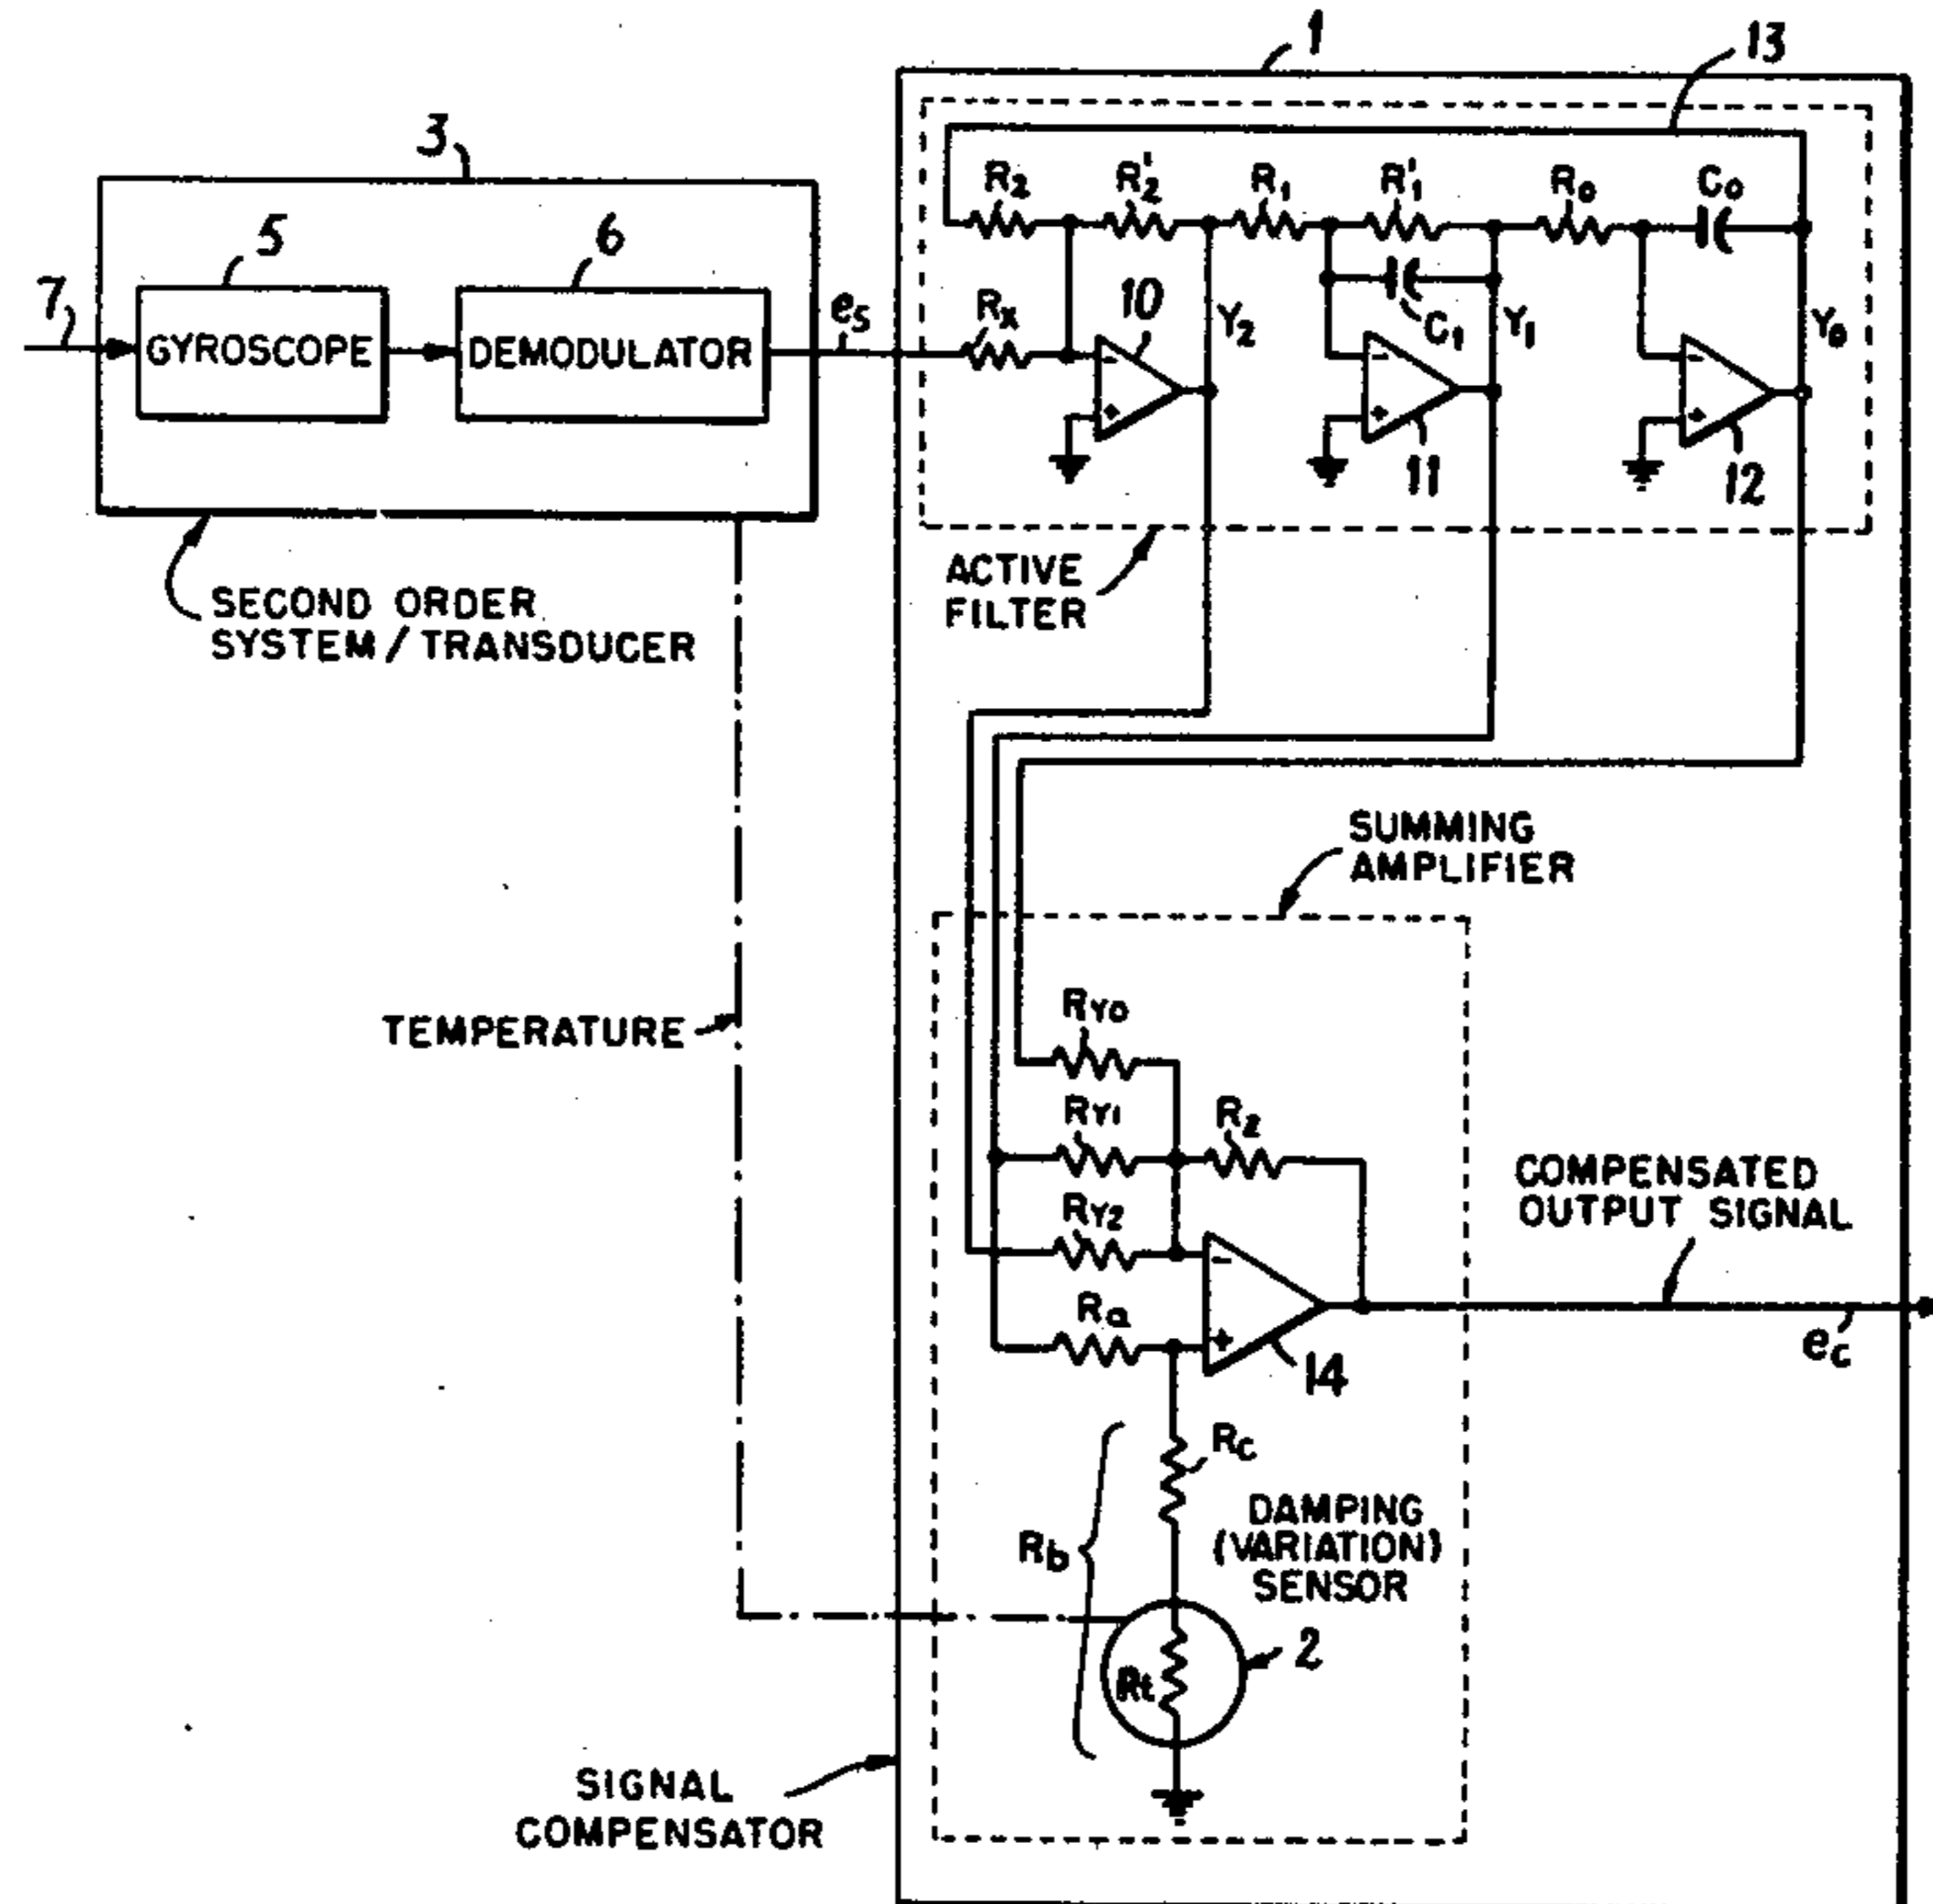 1
13
3
R2
R'2
R1
R'1
R0
C0
5
6
7
GYROSCOPE
DEMODULATOR
es
Rx
10
Y2
C1
Y1
Y0
-
+
-
+
-
+
11
12
ACTIVE
FILTER
SECOND ORDER
SYSTEM / TRANSDUCER
SUMMING
AMPLIFIER
TEMPERATURE
RY0
RY1
Rz
RY2
COMPENSATED
OUTPUT SIGNAL
-
Ra
+
14
ec
Rc
Rb
DAMPING
(VARIATION)
SENSOR
2
Rt
SIGNAL
COMPENSATOR